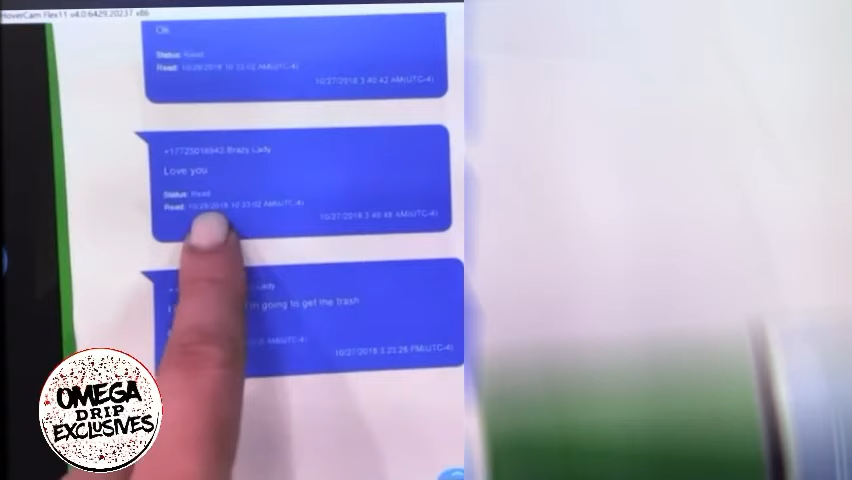 HoverCam Flex11 v4.0.6429.20237 x86
Ok
Status: Read
Read: 10/28/2018 10:33:02 AM(UTC-4)
10/27/2018 3:40:42 AM(UTC-4)
Brazy Lady
Love you
Status: Read
Read: 10/28/2018 10:33:02 AM(UTC-4)
10/27/2018 3:40:48 AM(UTC-4)
Lady
I'm going to get the trash
10/27/2018 5:23:28 PM(UTC-4)
OMEGA
DRIP
EXCLUSIVES